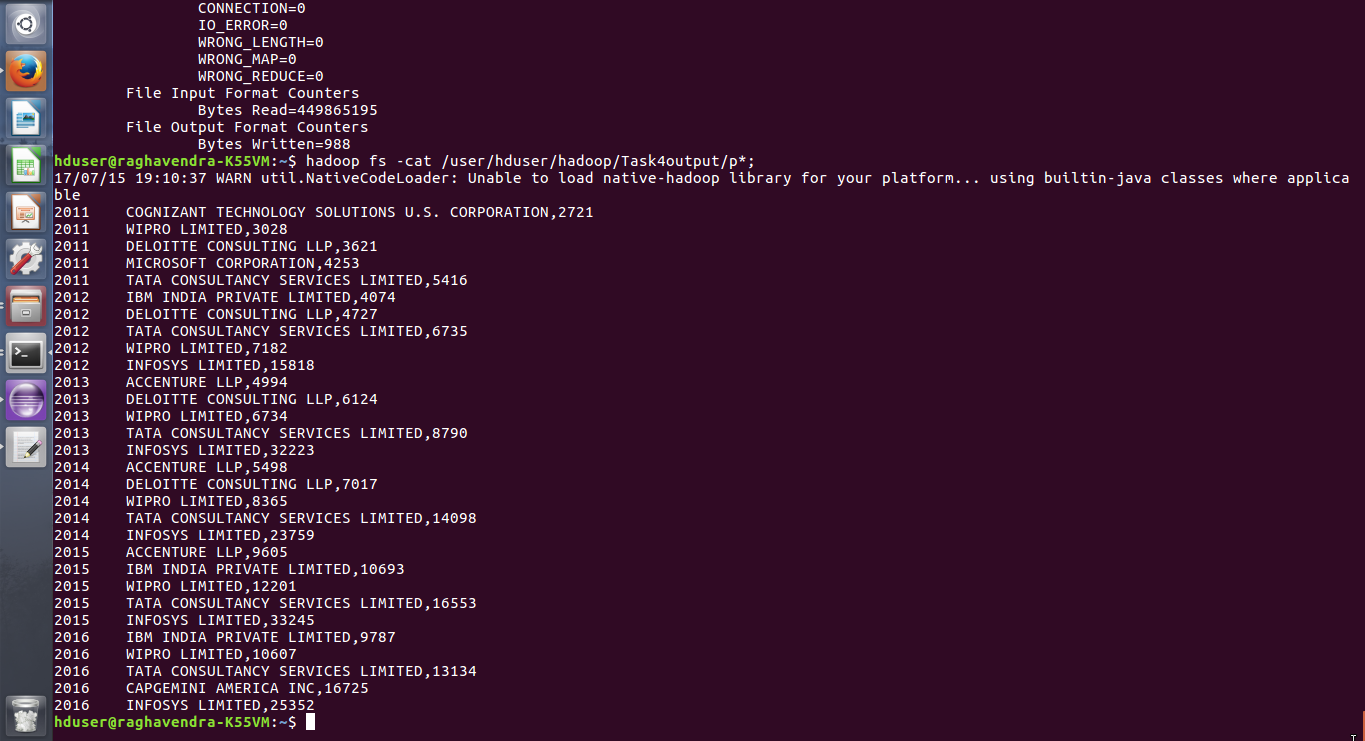 CONNECTION=0
IO_ERROR=0
WRONG_LENGTH=0
WRONG_MAP=0
WRONG_REDUCE=0
File Input Format Counters
Bytes Read=449865195
File Output Format Counters
Bytes Written=988
hduser@raghavendra-K55VM:~$ hadoop fs -cat /user/hduser/hadoop/Task4output/p*;
17/07/15 19:10:37 WARN util.NativeCodeLoader: Unable to load native-hadoop library for your platform... using builtin-java classes where applica
ble
2011 COGNIZANT TECHNOLOGY SOLUTIONS U.S. CORPORATION,2721
2011 WIPRO LIMITED,3028
2011 DELOITTE CONSULTING LLP,3621
2011 MICROSOFT CORPORATION,4253
2011 TATA CONSULTANCY SERVICES LIMITED,5416
2012 IBM INDIA PRIVATE LIMITED,4074
2012 DELOITTE CONSULTING LLP,4727
2012 TATA CONSULTANCY SERVICES LIMITED,6735
2012 WIPRO LIMITED,7182
2012 INFOSYS LIMITED,15818
2013 ACCENTURE LLP,4994
2013 DELOITTE CONSULTING LLP,6124
2013 WIPRO LIMITED,6734
2013 TATA CONSULTANCY SERVICES LIMITED,8790
2013 INFOSYS LIMITED,32223
2014 ACCENTURE LLP,5498
2014 DELOITTE CONSULTING LLP,7017
2014 WIPRO LIMITED,8365
2014 TATA CONSULTANCY SERVICES LIMITED,14098
2014 INFOSYS LIMITED,23759
2015 ACCENTURE LLP,9605
2015 IBM INDIA PRIVATE LIMITED,10693
2015 WIPRO LIMITED,12201
2015 TATA CONSULTANCY SERVICES LIMITED,16553
2015 INFOSYS LIMITED,33245
2016 IBM INDIA PRIVATE LIMITED,9787
2016 WIPRO LIMITED,10607
2016 TATA CONSULTANCY SERVICES LIMITED,13134
2016 CAPGEMINI AMERICA INC,16725
2016 INFOSYS LIMITED,25352
hduser@raghavendra-K55VM:~$